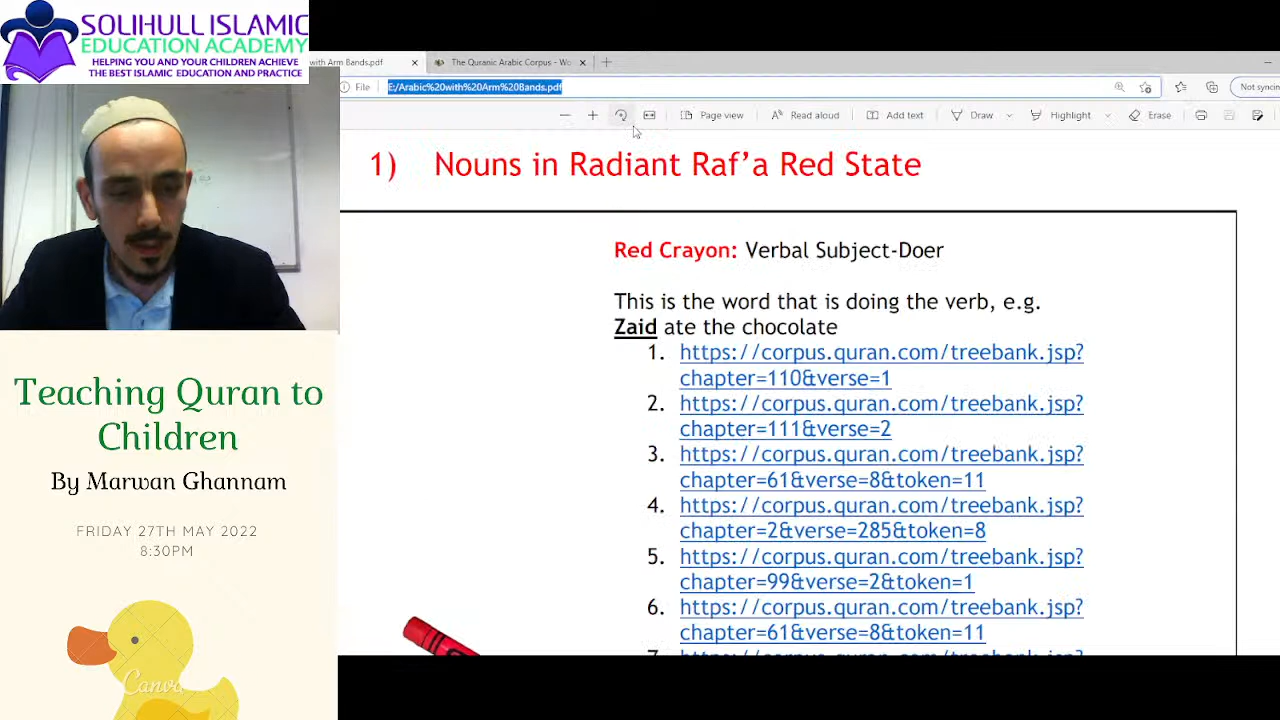 SOLIHULL ISLAMIC
EDUCATION ACADEMY
HELPING YOU AND YOUR CHILDREN ACHIEVE
THE BEST ISLAMIC EDUCATION AND PRACTICE
with Arm Bands.pdf
The Quranic Arabic Corpus - Wo
File
E:/Arabic%20with%20Arm%20Bands.pdf
Not syncing
Page view
Read aloud
Add text
Draw
Highlight
Erase
1) Nouns in Radiant Raf’a Red State
Red Crayon: Verbal Subject-Doer
This is the word that is doing the verb, e.g.
Zaid ate the chocolate
1. https://corpus.quran.com/treebank.jsp?
chapter=110&verse=1
2. https://corpus.quran.com/treebank.jsp?
chapter=111&verse=2
3. https://corpus.quran.com/treebank.jsp?
chapter=61&verse=8&token=11
4. https://corpus.quran.com/treebank.jsp?
chapter=2&verse=285&token=8
5. https://corpus.quran.com/treebank.jsp?
chapter=99&verse=2&token=1
6. https://corpus.quran.com/treebank.jsp?
chapter=61&verse=8&token=11
Teaching Quran to
Children
By Marwan Ghannam
FRIDAY 27TH MAY 2022
8:30PM
Canva